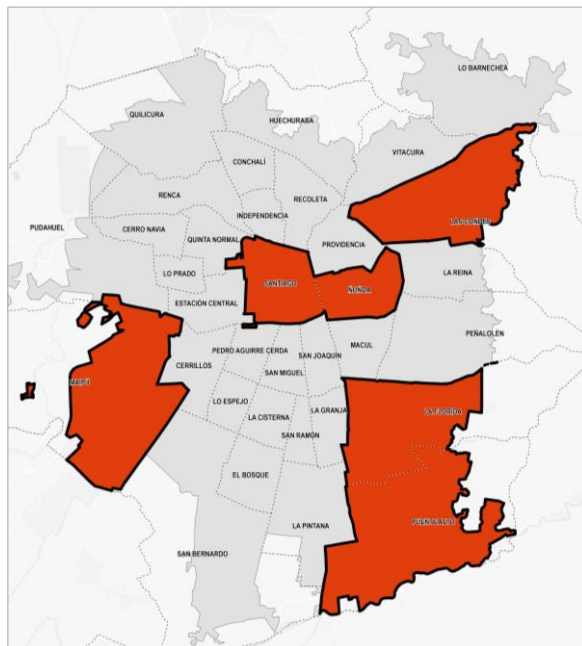 LO BARNECHEA
QUILICURA
HUECHURABA
VITACURA
CONCHALÍ
RENCA
RECOLETA
LAS CONDES
INDEPENDENCIA
PUDAHUEL
CERRO NAVIA
QUINTA NORMAL
PROVIDENCIA
LO PRADO
LA REINA
SANTIAGO
ÑUÑOA
ESTACIÓN CENTRAL
PEÑALOLÉN
MACUL
PEDRO AGUIRRE CERDA
SAN JOAQUÍN
CERRILLOS
SAN MIGUEL
MAIPÚ
LO ESPEJO
LA GRANJA
LA FLORIDA
LA CISTERNA
SAN RAMÓN
EL BOSQUE
PUENTE ALTO
LA PINTANA
SAN BERNARDO